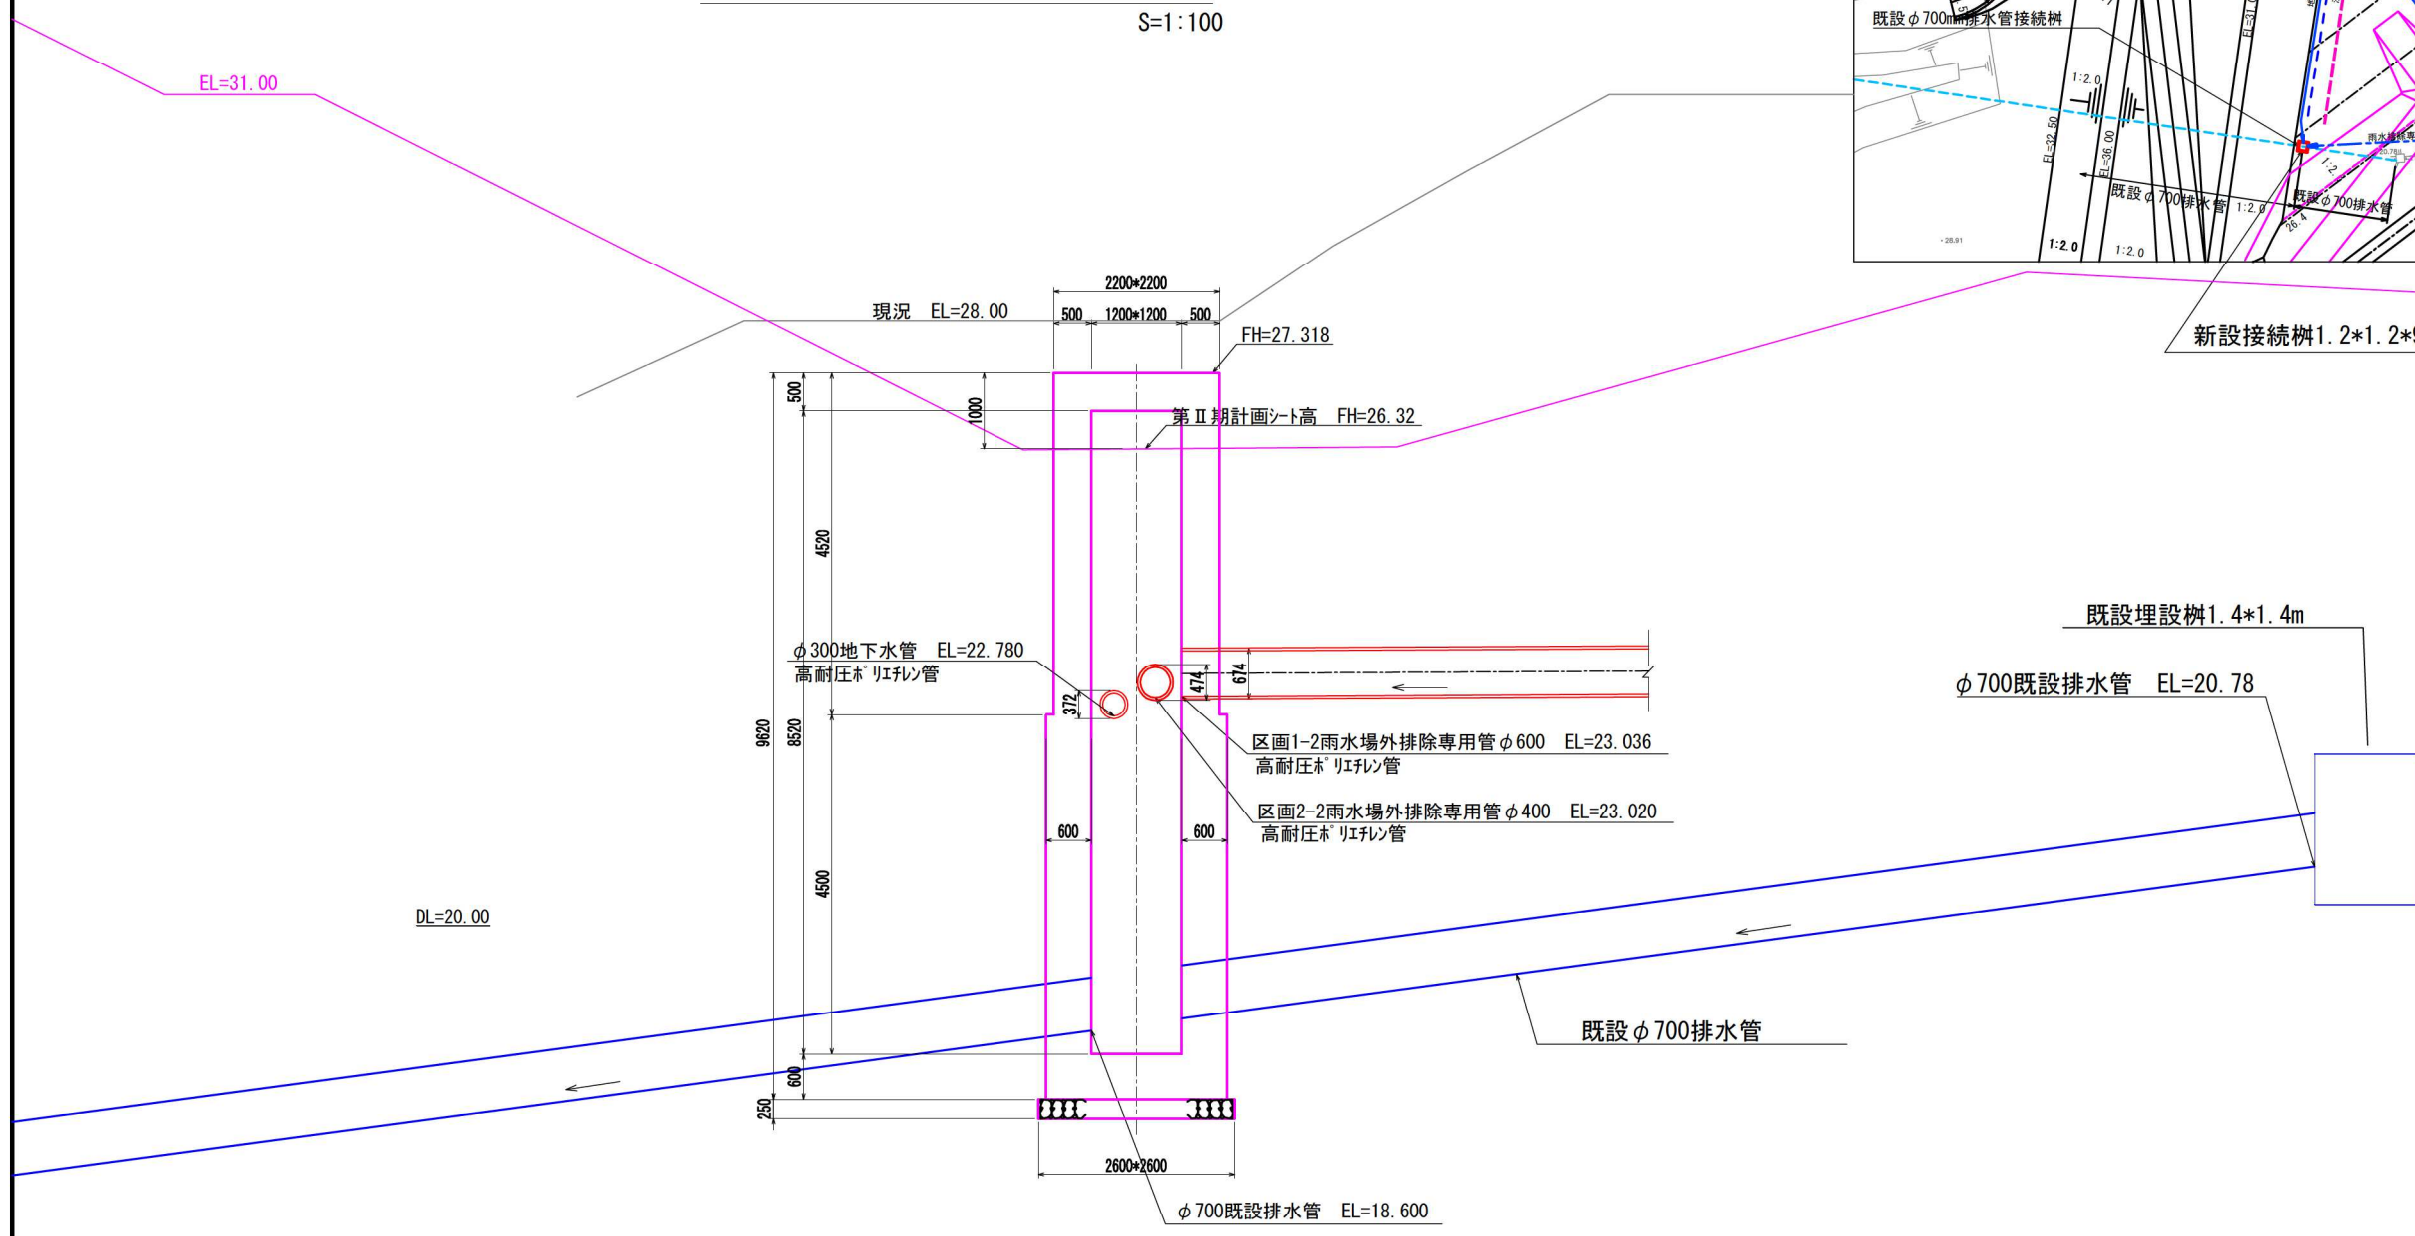 S=1:100
EL=31.00
既設φ700mm排水管接続桝
1:2.0
EL=32.50
EL=36.00
既設φ700排水管
1:2.0
既設φ700排水管
26.4
・26.91
1:2.0
1:2.0
新設接続桝1.2*1.2*
2200*2200
現況 EL=28.00
500
1200*1200
500
FH=27.318
500
1000
第Ⅱ期計画シート高 FH=26.32
4520
φ300地下水管 EL=22.780
高耐圧ポリエチレン管
372
474
674
既設埋設桝1.4*1.4m
φ700既設排水管 EL=20.78
9620
8520
区画1-2雨水場外排除専用管φ600 EL=23.036
高耐圧ポリエチレン管
区画2-2雨水場外排除専用管φ400 EL=23.020
高耐圧ポリエチレン管
600
600
4500
DL=20.00
既設φ700排水管
600
250
2600*2600
φ700既設排水管 EL=18.600